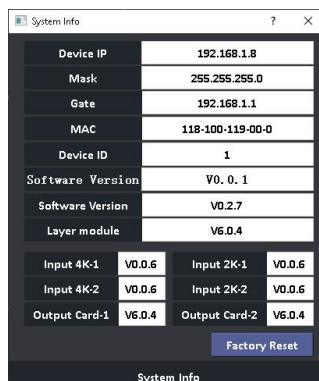 System Info ? ×
Device IP 192.168.1.8
Mask 255.255.255.0
Gate 192.168.1.1
MAC 118-100-119-00-0
Device ID 1
Software Version V0.0.1
Software Version V0.2.7
Layer module V6.0.4
Input 4K-1 V0.0.6 Input 2K-1 V0.0.6
Input 4K-2 V0.0.6 Input 2K-2 V0.0.6
Output Card-1 V6.0.4 Output Card-2 V6.0.4
Factory Reset
System Info